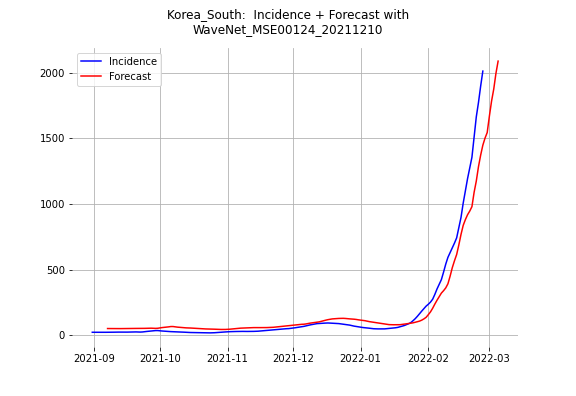 Korea_South:  Incidence + Forecast with
WaveNet_MSE00124_20211210
Incidence
Forecast
2000
1500
1000
500
0
2021-09 2021-10 2021-11 2021-12 2022-01 2022-02 2022-03